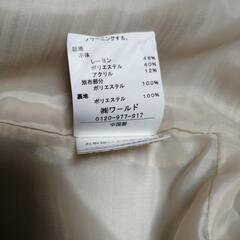 クリーニングする。
表地
本体
レーヨン 48%
ポリエステル 40%
アクリル 12%
別布部分
ポリエステル 100%
裏地
ポリエステル 100%
㈱ワールド
0120-977-917
中国製